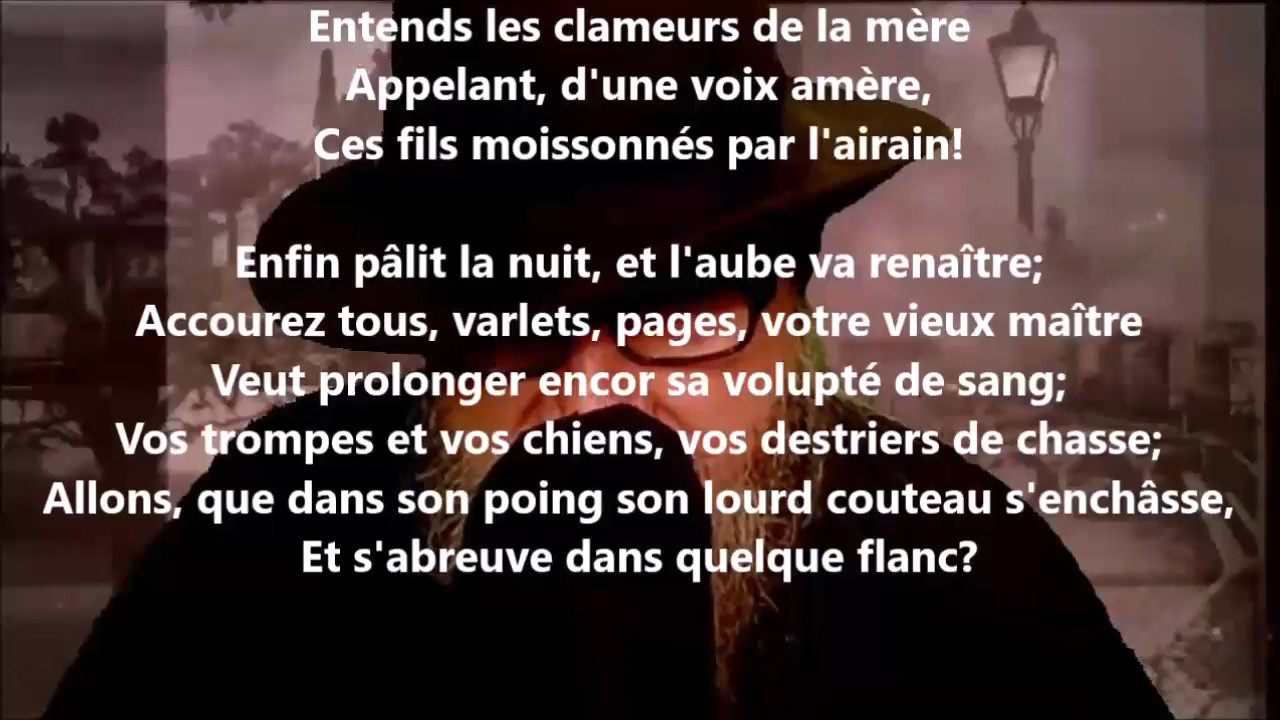 Entends les clameurs de la mère
Appelant, d'une voix amère,
Ces fils moissonnés par l'airain!
Enfin pâlit la nuit, et l'aube va renaître;
Accourez tous, varlets, pages, votre vieux maître
Veut prolonger encor sa volupté de sang;
Vos trompes et vos chiens, vos destriers de chasse;
Allons, que dans son poing son lourd couteau s'enchâsse,
Et s'abreuve dans quelque flanc?